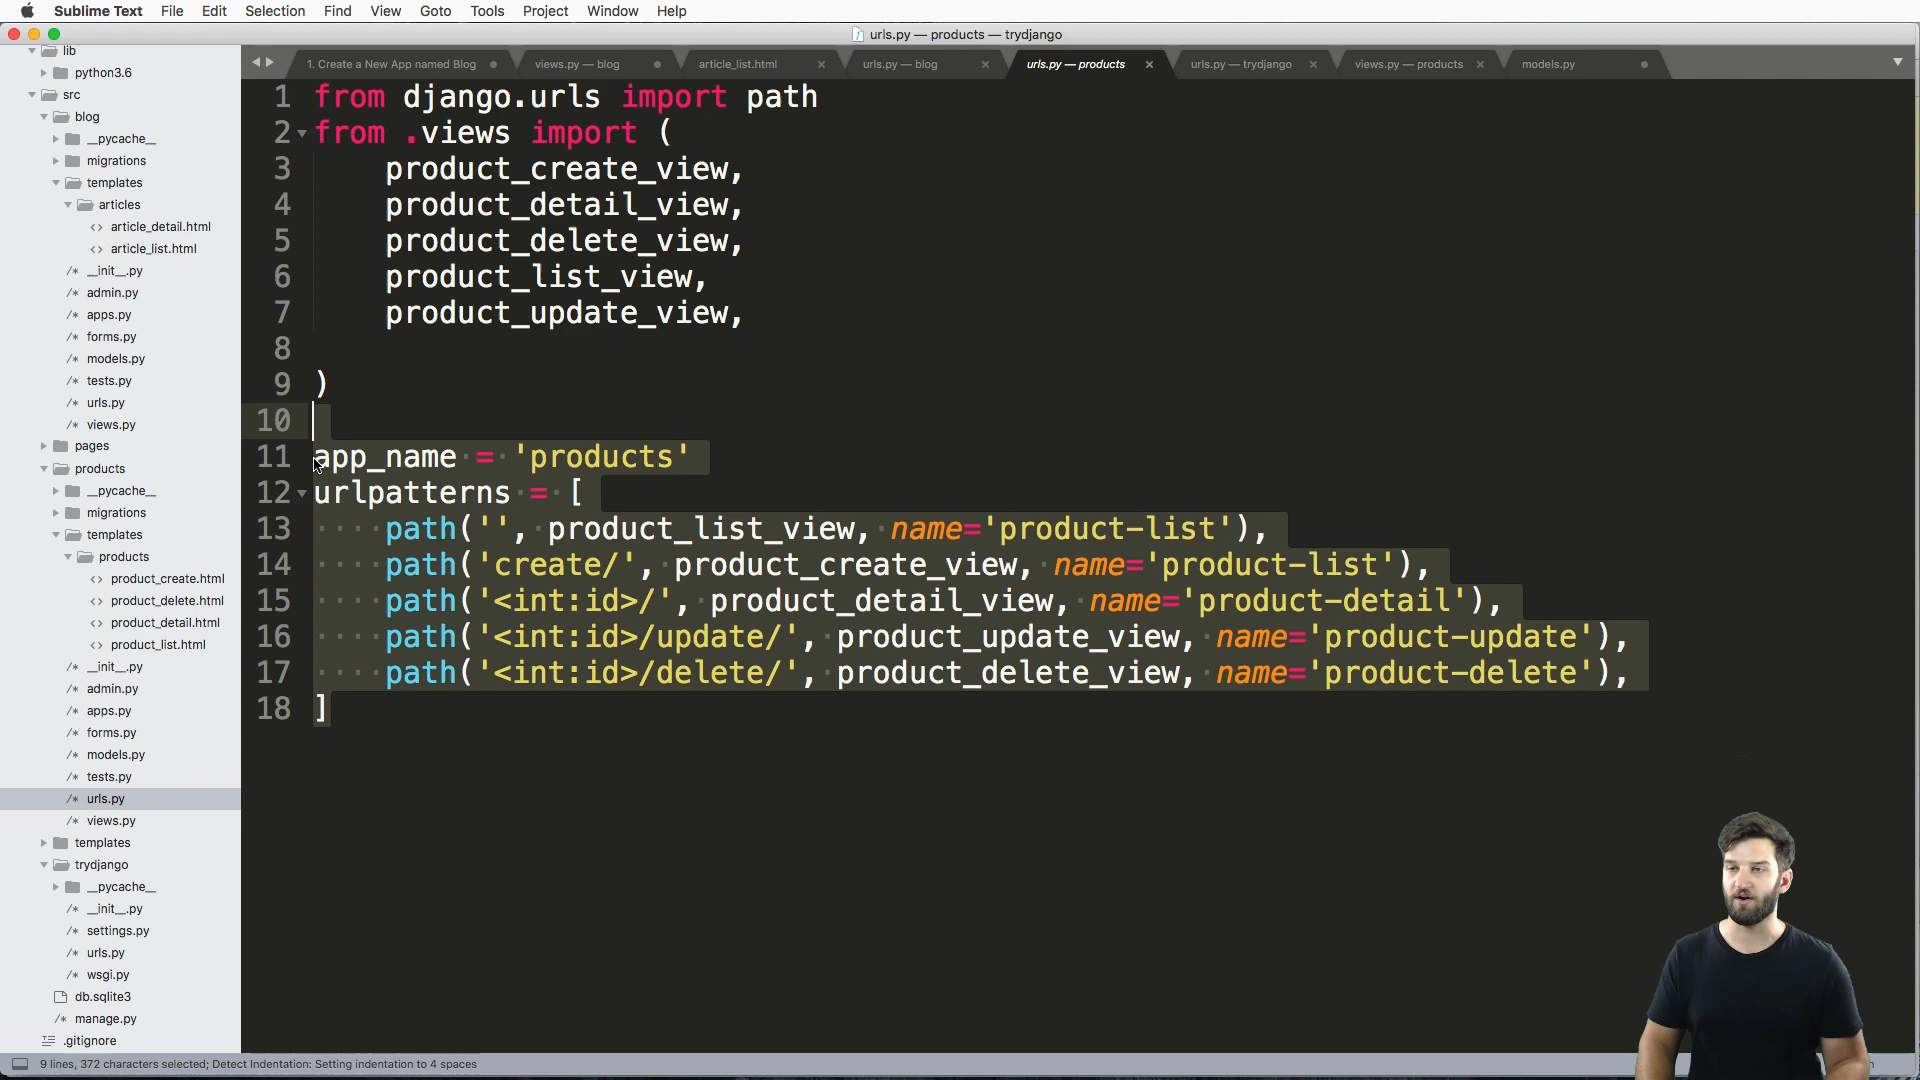 Sublime Text File Edit Selection Find View Goto Tools Project Window Help
urls.py — products — trydjango
1. Create a New App named Blog views.py — blog article_list.html urls.py — blog urls.py — products urls.py — trydjango views.py — products models.py
lib
python3.6
src
blog
__pycache__
migrations
templates
articles
<> article_detail.html
<> article_list.html
/* __init__.py
/* admin.py
/* apps.py
/* forms.py
/* models.py
/* tests.py
/* urls.py
/* views.py
pages
products
__pycache__
migrations
templates
products
<> product_create.html
<> product_delete.html
<> product_detail.html
<> product_list.html
/* __init__.py
/* admin.py
/* apps.py
/* forms.py
/* models.py
/* tests.py
/* urls.py
/* views.py
templates
trydjango
__pycache__
/* __init__.py
/* settings.py
/* urls.py
/* wsgi.py
db.sqlite3
/* manage.py
.gitignore
1 from django.urls import path
2 from .views import (
3     product_create_view,
4     product_detail_view,
5     product_delete_view,
6     product_list_view,
7     product_update_view,
8
9 )
10
11 app_name = 'products'
12 urlpatterns = [
13     path('', product_list_view, name='product-list'),
14     path('create/', product_create_view, name='product-list'),
15     path('<int:id>/', product_detail_view, name='product-detail'),
16     path('<int:id>/update/', product_update_view, name='product-update'),
17     path('<int:id>/delete/', product_delete_view, name='product-delete'),
18 ]
9 lines, 372 characters selected; Detect Indentation: Setting indentation to 4 spaces